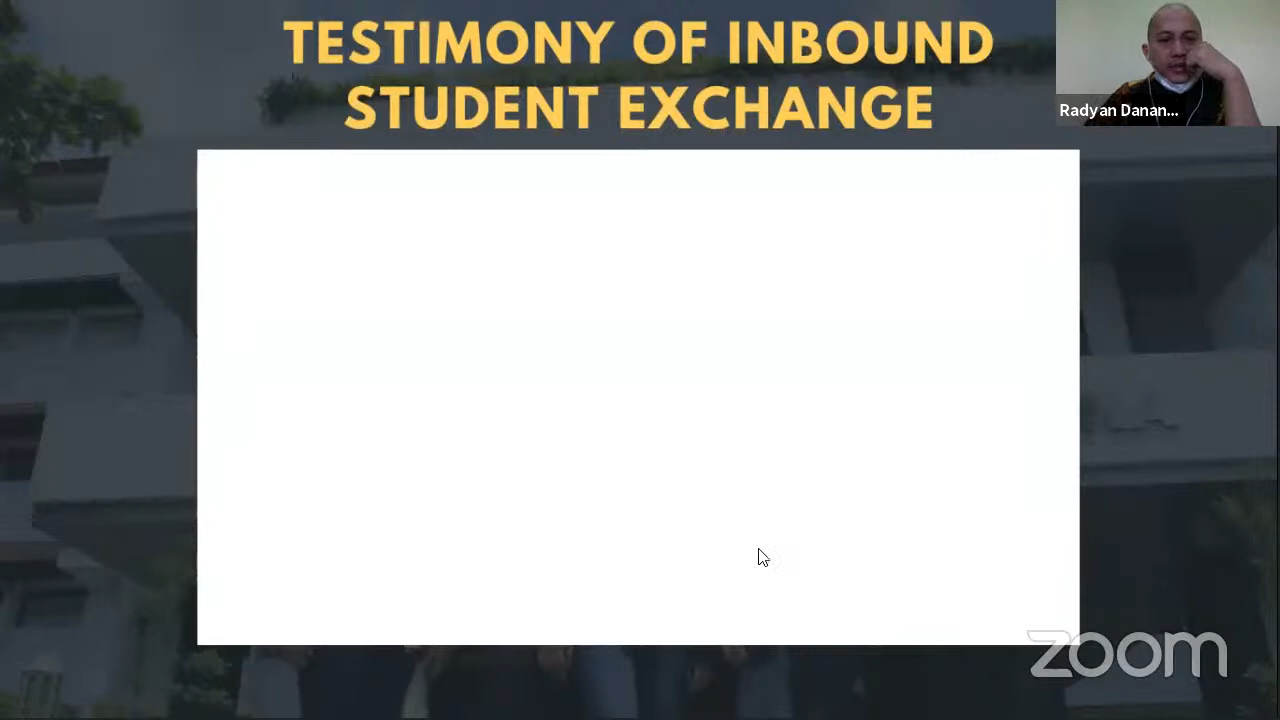 TESTIMONY OF INBOUND
STUDENT EXCHANGE
Radyan Danan...
zoom